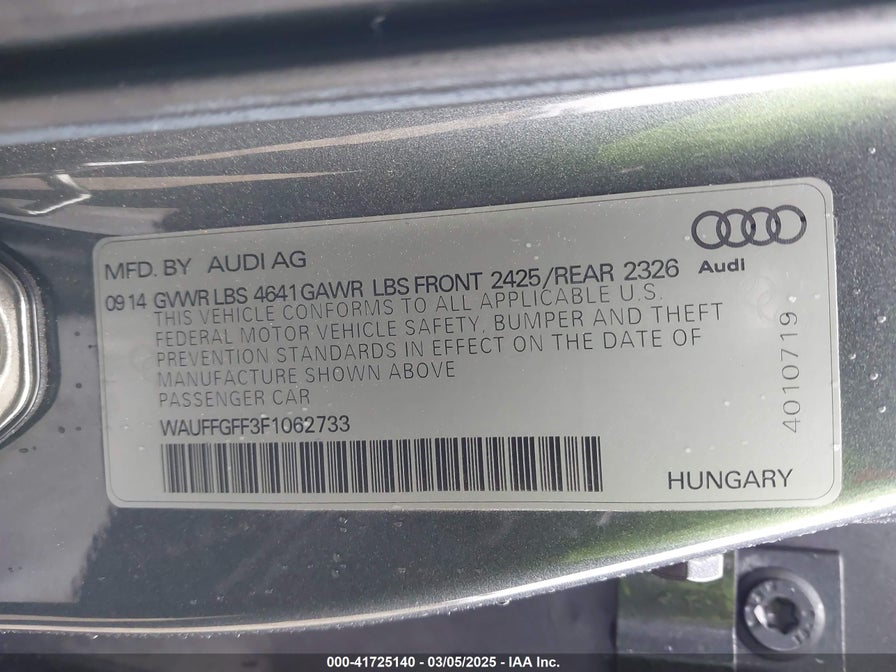 MFD. BY AUDI AG
Audi
09 14 GVWR LBS 4641 GAWR LBS FRONT 2425/REAR 2326
THIS VEHICLE CONFORMS TO ALL APPLICABLE U.S.
FEDERAL MOTOR VEHICLE SAFETY, BUMPER AND THEFT
PREVENTION STANDARDS IN EFFECT ON THE DATE OF
MANUFACTURE SHOWN ABOVE
PASSENGER CAR
WAUFFGFF3F1062733
HUNGARY
4010719
000-41725140 - 03/05/2025 - IAA Inc.